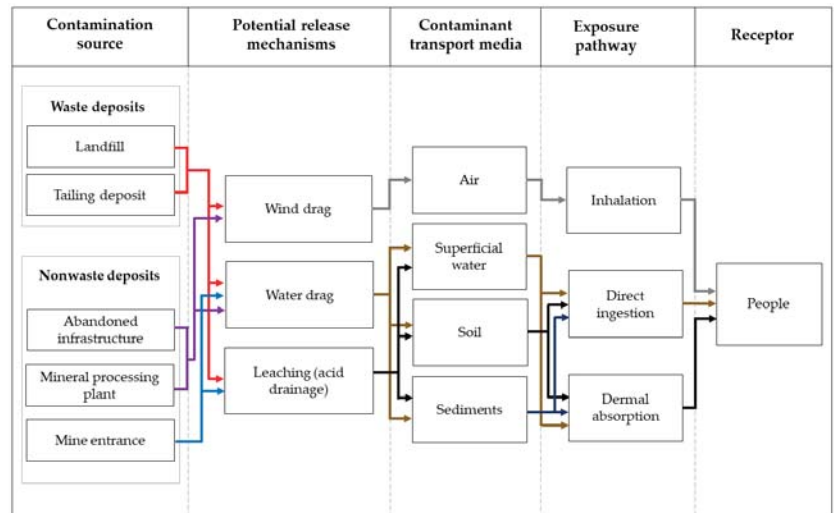 Contamination
source
Potential release
mechanisms
Contaminant
transport media
Exposure
pathway
Receptor
Waste deposits
Landfill
Tailing deposit
Nonwaste deposits
Abandoned
infrastructure
Mineral processing
plant
Mine entrance
Wind drag
Water drag
Leaching (acid
drainage)
Air
Superficial
water
Soil
Sediments
Inhalation
Direct
ingestion
Dermal
absorption
People